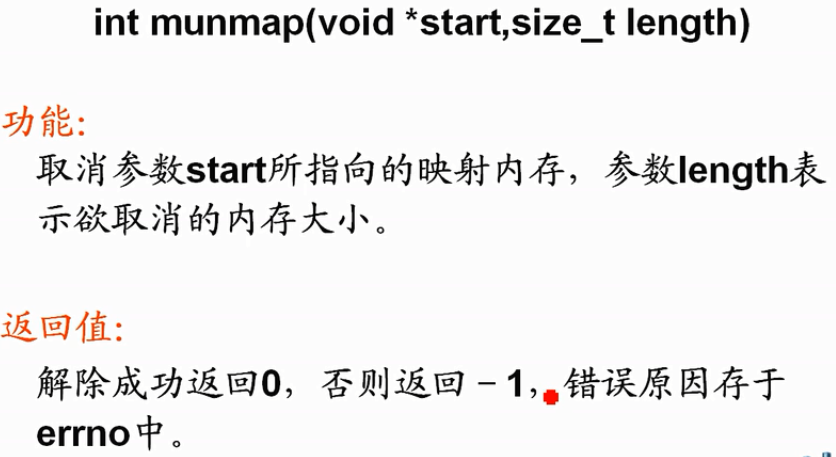 int munmap(void *start,size_t length)
功能:
取消参数start所指向的映射内存，参数length表
示欲取消的内存大小。
返回值:
解除成功返回0，否则返回－1，错误原因存于
errno中。